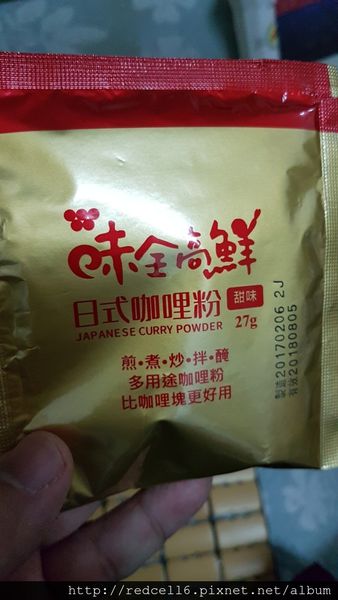 味全高鮮
日式咖哩粉 甜味
JAPANESE CURRY POWDER 27g
煎•煮•炒•拌•醃
多用途咖哩粉
比咖哩塊更好用
製造20170206 2J
有效20180805
http://redcell6.pixnet.net/album